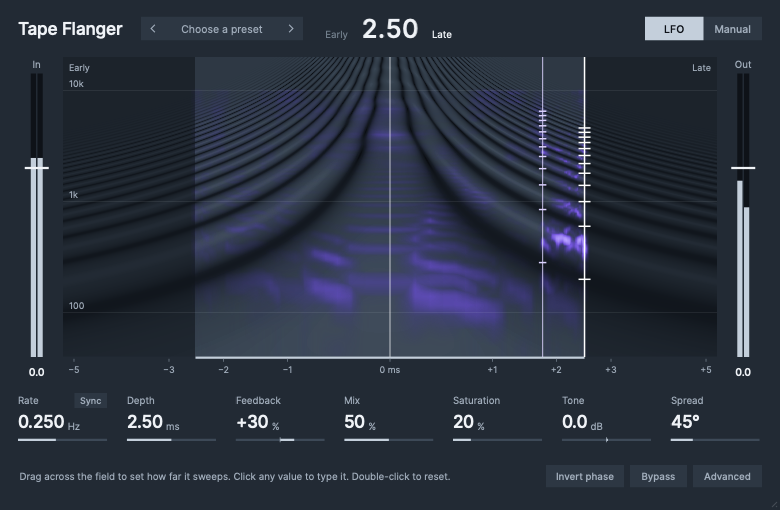 Tape Flanger
Choose a preset
Early 2.50 Late
LFO Manual
In
Early
Late
Out
10k
1k
100
0.0
−5 −3 −2 −1 0 ms +1 +2 +3 +5
0.0
Rate Sync
0.250 Hz
Depth
2.50 ms
Feedback
+30 %
Mix
50 %
Saturation
20 %
Tone
0.0 dB
Spread
45°
Drag across the field to set how far it sweeps. Click any value to type it. Double-click to reset.
Invert phase
Bypass
Advanced